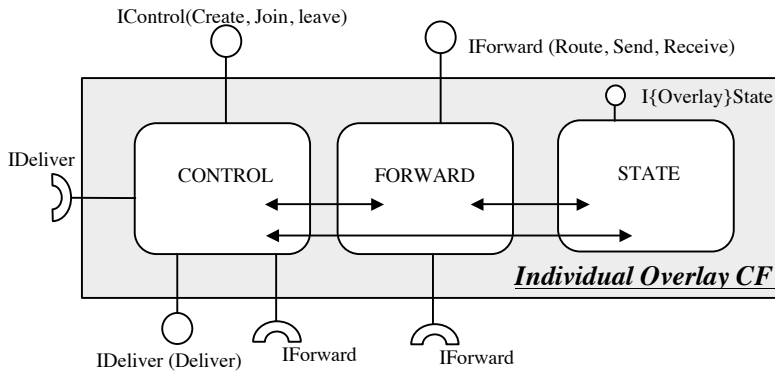 IControl(Create, Join, leave)
IForward (Route, Send, Receive)
I{Overlay}State
IDeliver
CONTROL
FORWARD
STATE
Individual Overlay CF
IDeliver (Deliver)
IForward
IForward